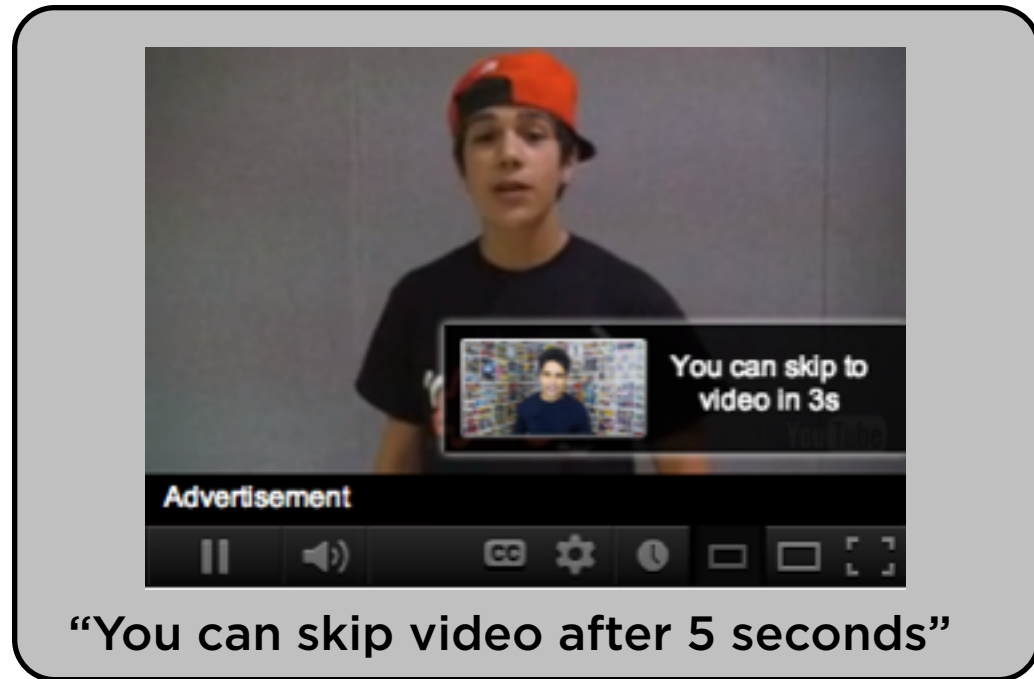 You can skip to
video in 3s
YouTube
Advertisement
CC
“You can skip video after 5 seconds”